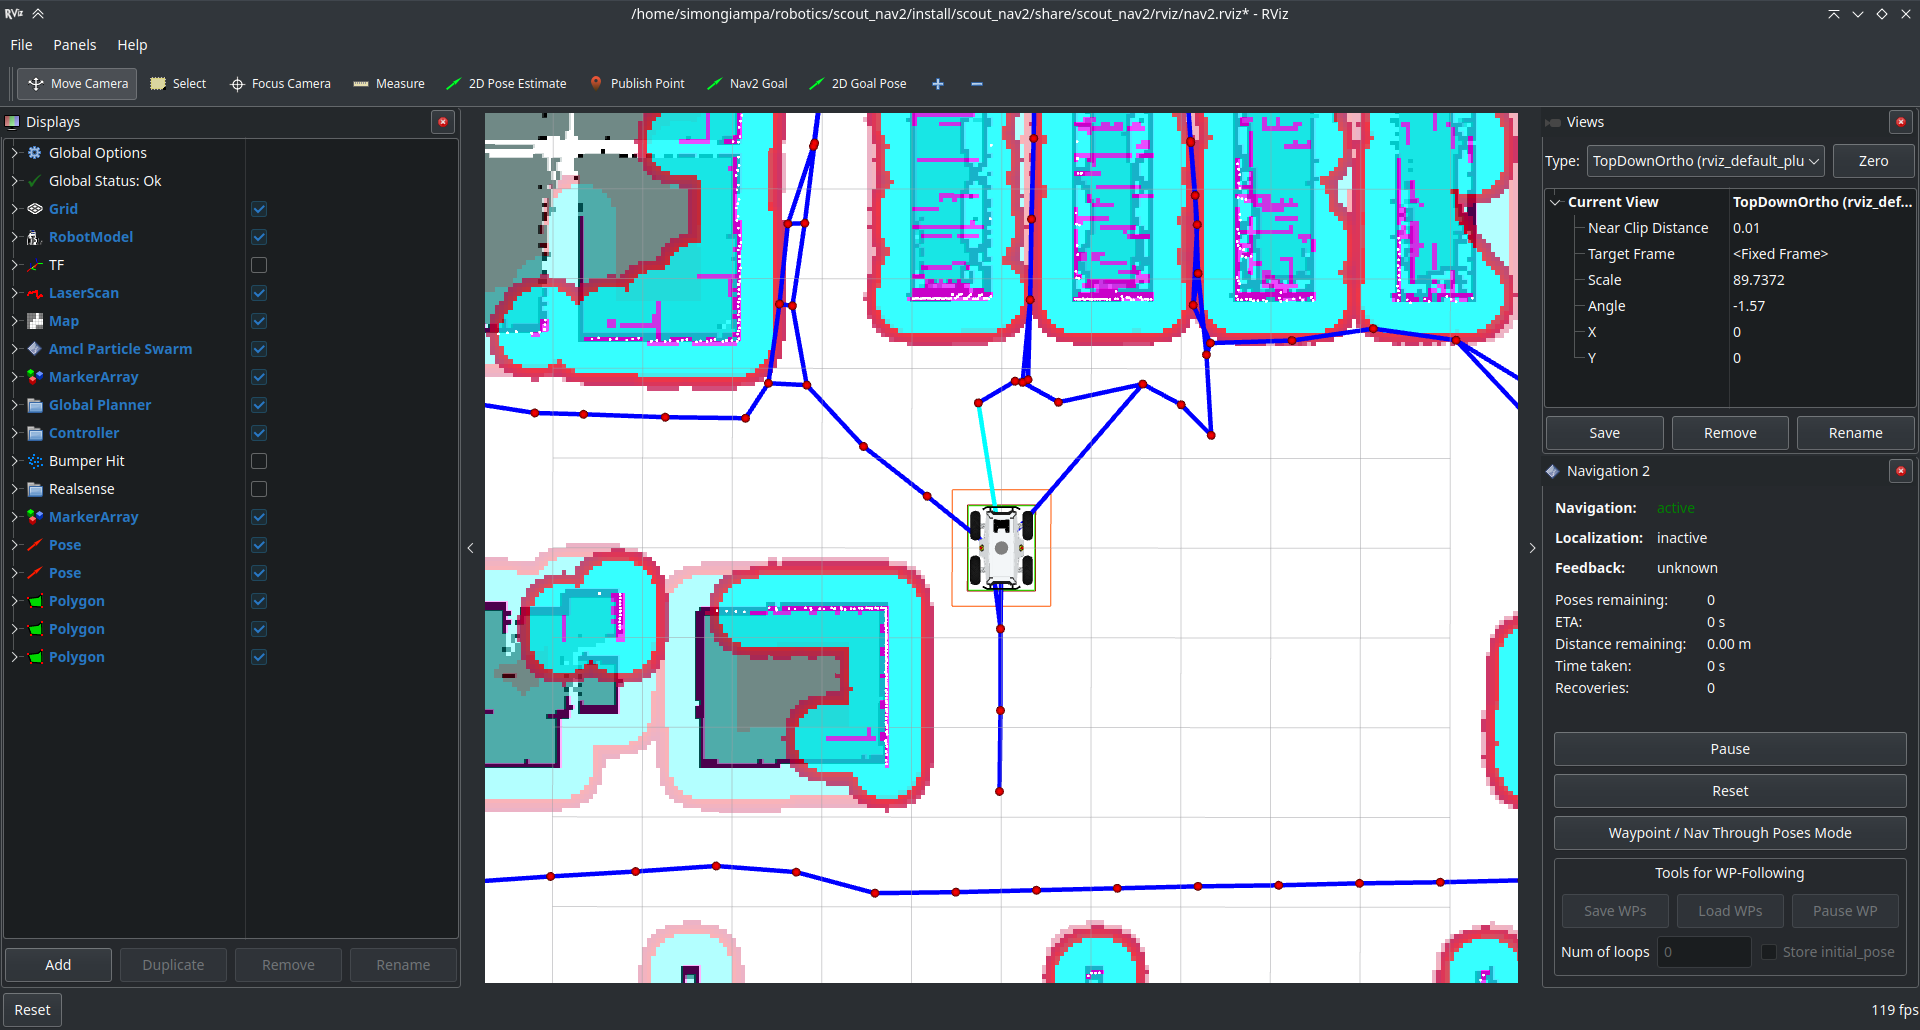 /home/simongiampa/robotics/scout_nav2/install/scout_nav2/share/scout_nav2/rviz/nav2.rviz* - RViz
File Panels Help
Move Camera Select Focus Camera Measure 2D Pose Estimate Publish Point Nav2 Goal 2D Goal Pose
Displays
Global Options
Global Status: Ok
Grid
RobotModel
TF
LaserScan
Map
Amcl Particle Swarm
MarkerArray
Global Planner
Controller
Bumper Hit
Realsense
MarkerArray
Pose
Pose
Polygon
Polygon
Polygon
Add Duplicate Remove Rename
Reset
Views
Type: TopDownOrtho (rviz_default_plu Zero
Current View TopDownOrtho (rviz_def...
Near Clip Distance 0.01
Target Frame <Fixed Frame>
Scale 89.7372
Angle -1.57
X 0
Y 0
Save Remove Rename
Navigation 2
Navigation: active
Localization: inactive
Feedback: unknown
Poses remaining: 0
ETA: 0 s
Distance remaining: 0.00 m
Time taken: 0 s
Recoveries: 0
Pause
Reset
Waypoint / Nav Through Poses Mode
Tools for WP-Following
Save WPs Load WPs Pause WP
Num of loops 0 Store initial_pose
119 fps